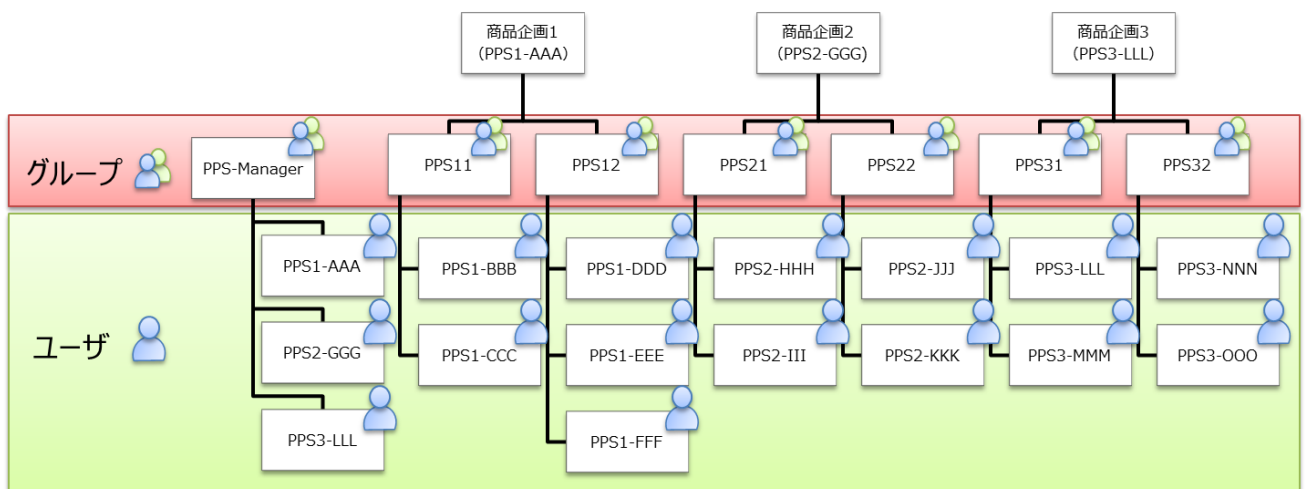 商品企画1
（PPS1-AAA）
商品企画2
（PPS2-GGG）
商品企画3
（PPS3-LLL）
グループ
PPS-Manager
PPS11
PPS12
PPS21
PPS22
PPS31
PPS32
ユーザ
PPS1-AAA
PPS2-GGG
PPS3-LLL
PPS1-BBB
PPS1-CCC
PPS1-DDD
PPS1-EEE
PPS1-FFF
PPS2-HHH
PPS2-III
PPS2-JJJ
PPS2-KKK
PPS3-LLL
PPS3-MMM
PPS3-NNN
PPS3-OOO